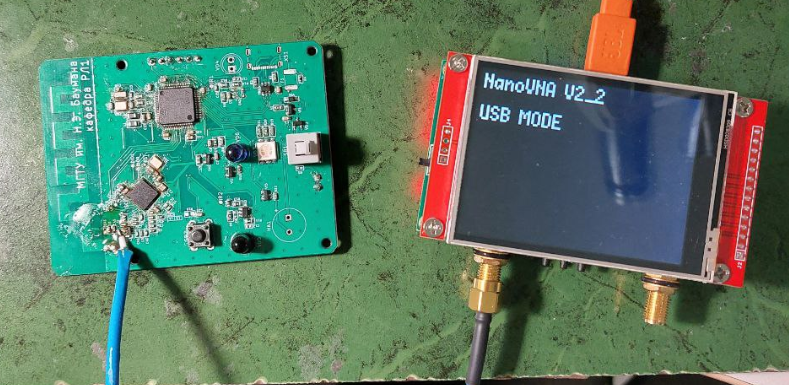 МГТУ им. Н.Э. Баумана
кафедра РЛ1
NanoVNA V2_2
USB MODE